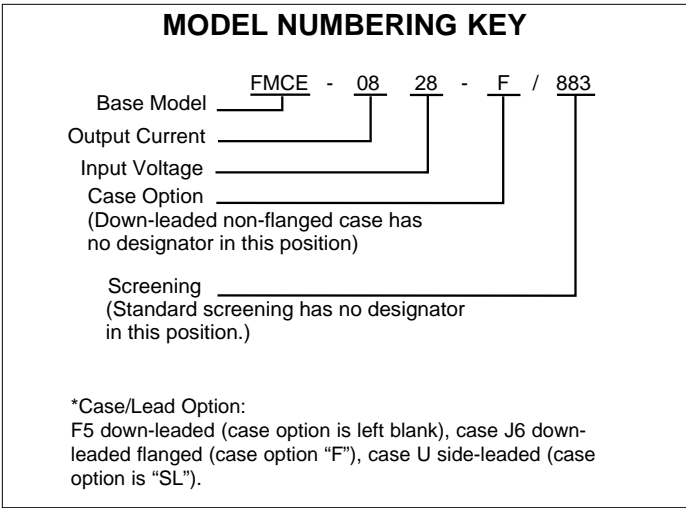 MODEL NUMBERING KEY
FMCE - 08 28 - F / 883
Base Model
Output Current
Input Voltage
Case Option
(Down-leaded non-flanged case has
no designator in this position)
Screening
(Standard screening has no designator
in this position.)
*Case/Lead Option:
F5 down-leaded (case option is left blank), case J6 down-
leaded flanged (case option “F”), case U side-leaded (case
option is “SL”).